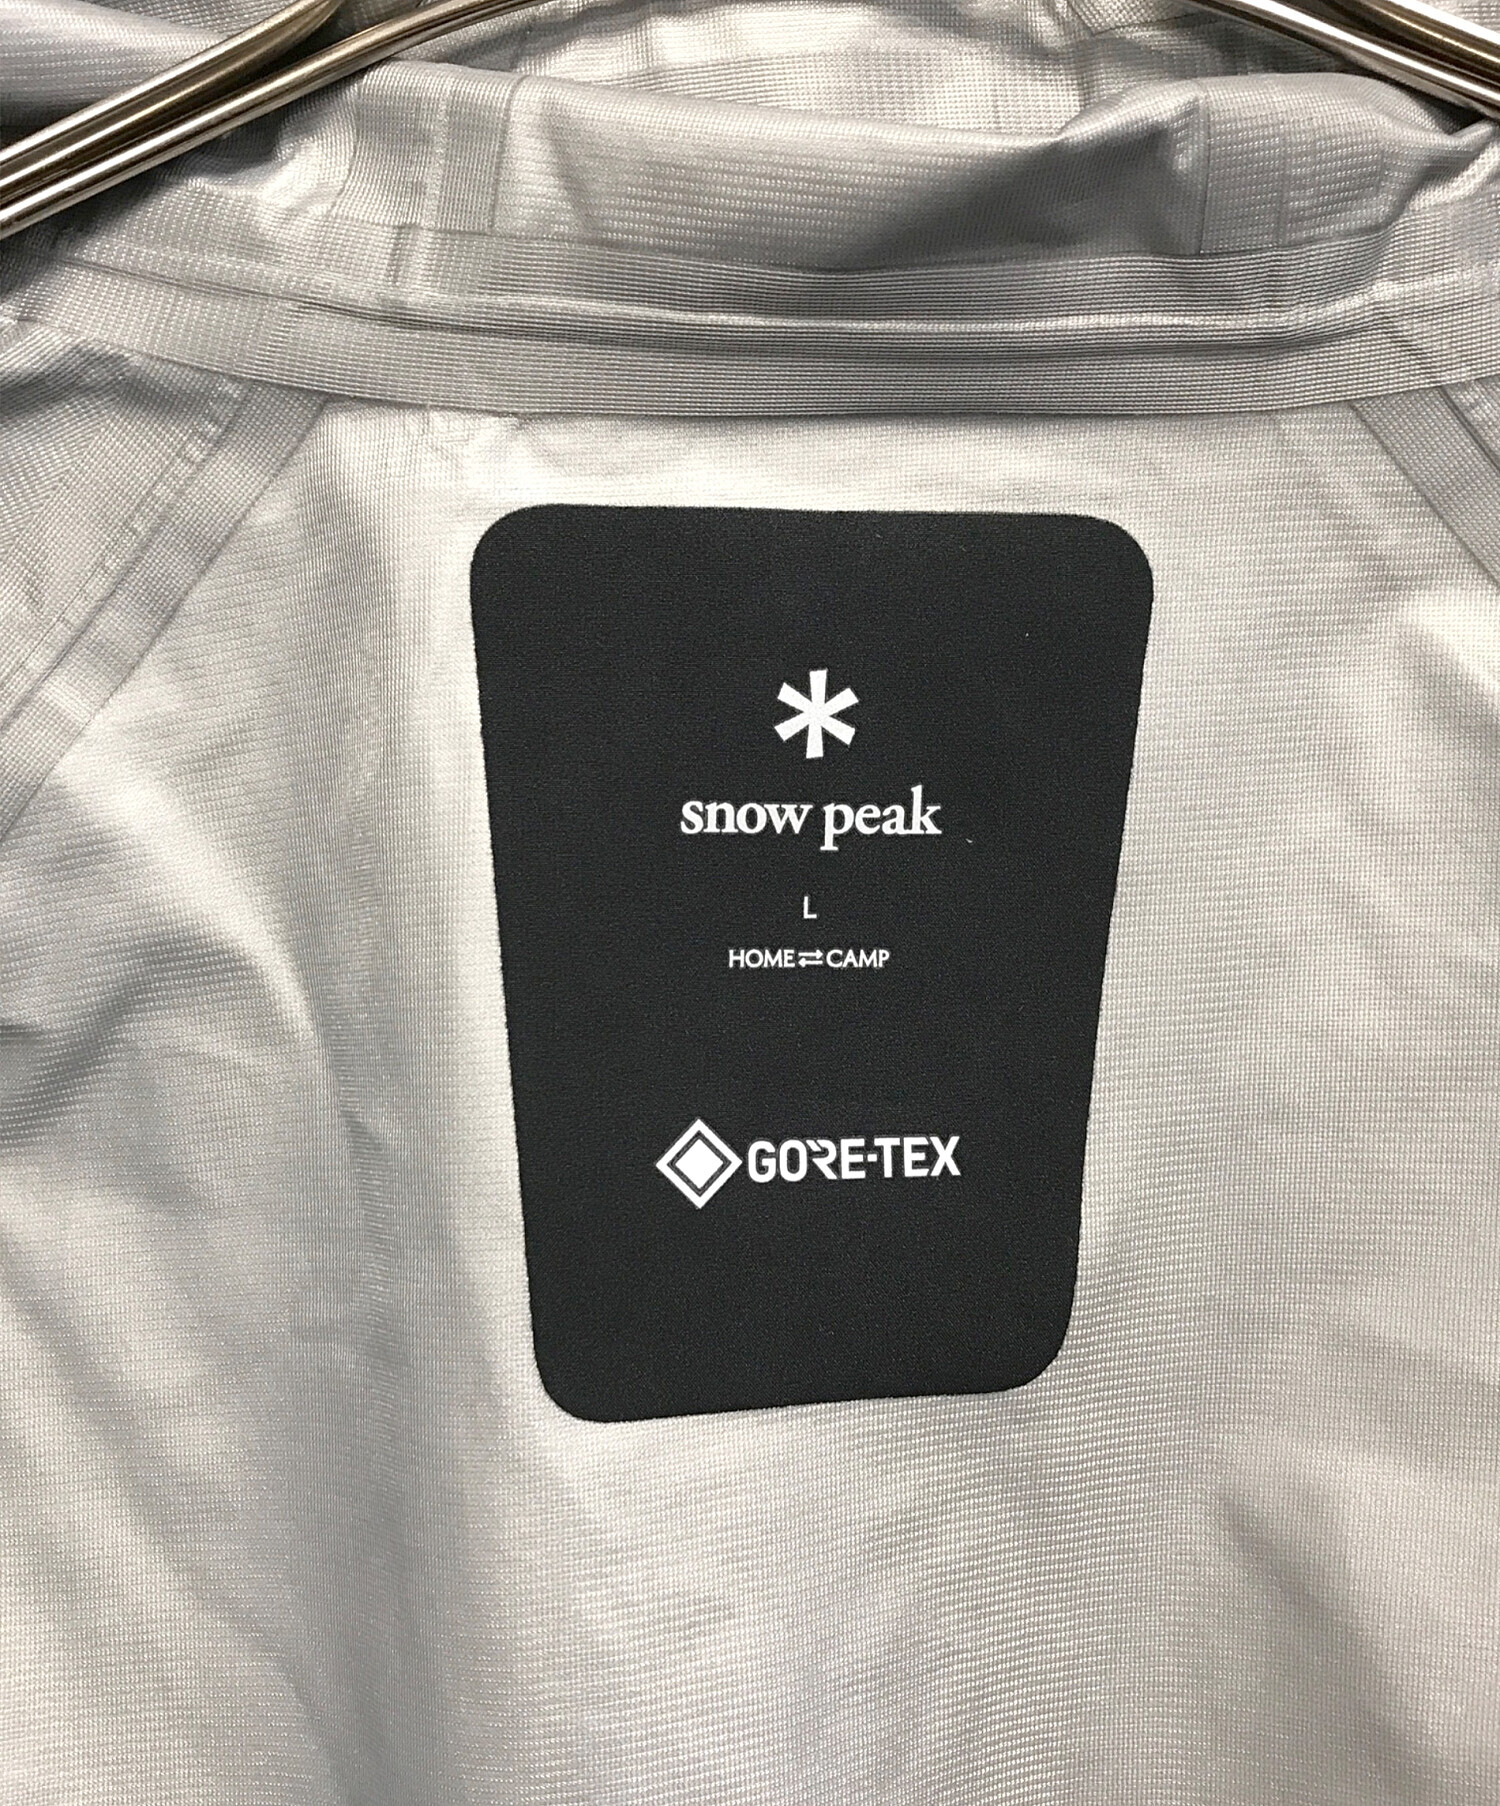 snow peak
L
HOME⇄CAMP
GORE-TEX